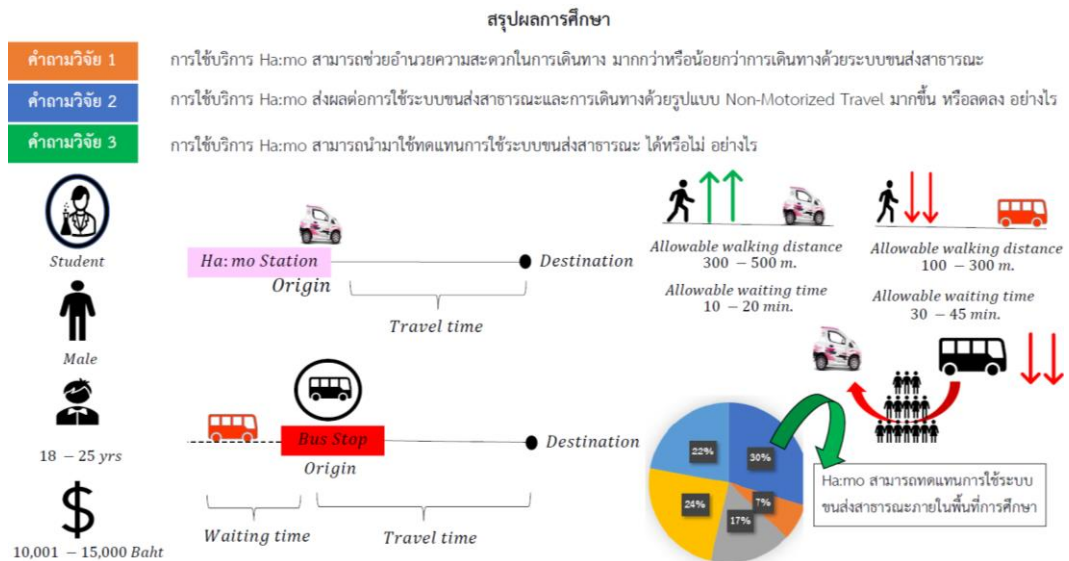 สรุปผลการศึกษา
คำถามวิจัย 1
การใช้บริการ Ha:mo สามารถช่วยอำนวยความสะดวกในการเดินทาง มากกว่าหรือน้อยกว่าการเดินทางด้วยระบบขนส่งสาธารณะ
คำถามวิจัย 2
การใช้บริการ Ha:mo ส่งผลต่อการใช้ระบบขนส่งสาธารณะและการเดินทางด้วยรูปแบบ Non-Motorized Travel มากขึ้น หรือลดลง อย่างไร
คำถามวิจัย 3
การใช้บริการ Ha:mo สามารถนำมาใช้ทดแทนการใช้ระบบขนส่งสาธารณะ ได้หรือไม่ อย่างไร
Student
Male
18 – 25 yrs
$
10,001 – 15,000 Baht
Ha: mo Station
Origin
Destination
Travel time
Bus Stop
Origin
Destination
Waiting time
Travel time
Allowable walking distance
300 – 500 m.
Allowable waiting time
10 – 20 min.
Allowable walking distance
100 – 300 m.
Allowable waiting time
30 – 45 min.
22%
30%
7%
17%
24%
Ha:mo สามารถทดแทนการใช้ระบบ
ขนส่งสาธารณะภายในพื้นที่การศึกษา